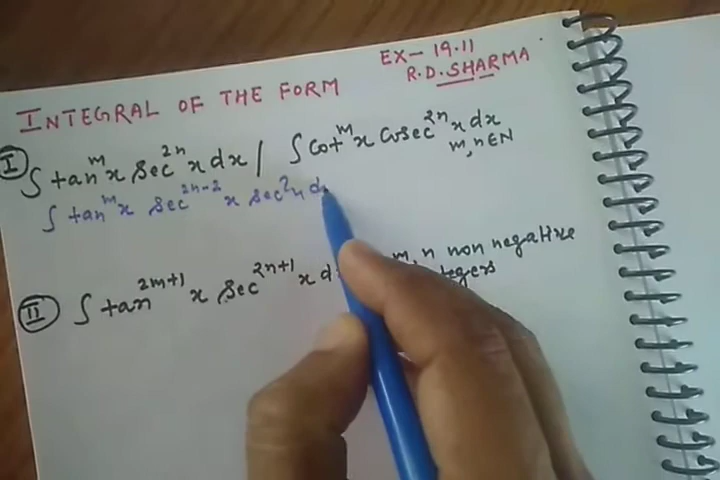 INTEGRAL OF THE FORM
EX- 19.11
R.D. SHARMA
I ∫ tan^m x sec^2n x dx / ∫ cot^m x cosec^2n x dx
m, n ∈ N
∫ tan^m x sec^2n-2 x sec^2 x d
II ∫ tan^2m+1 x sec^2n+1 x d m, n non negative